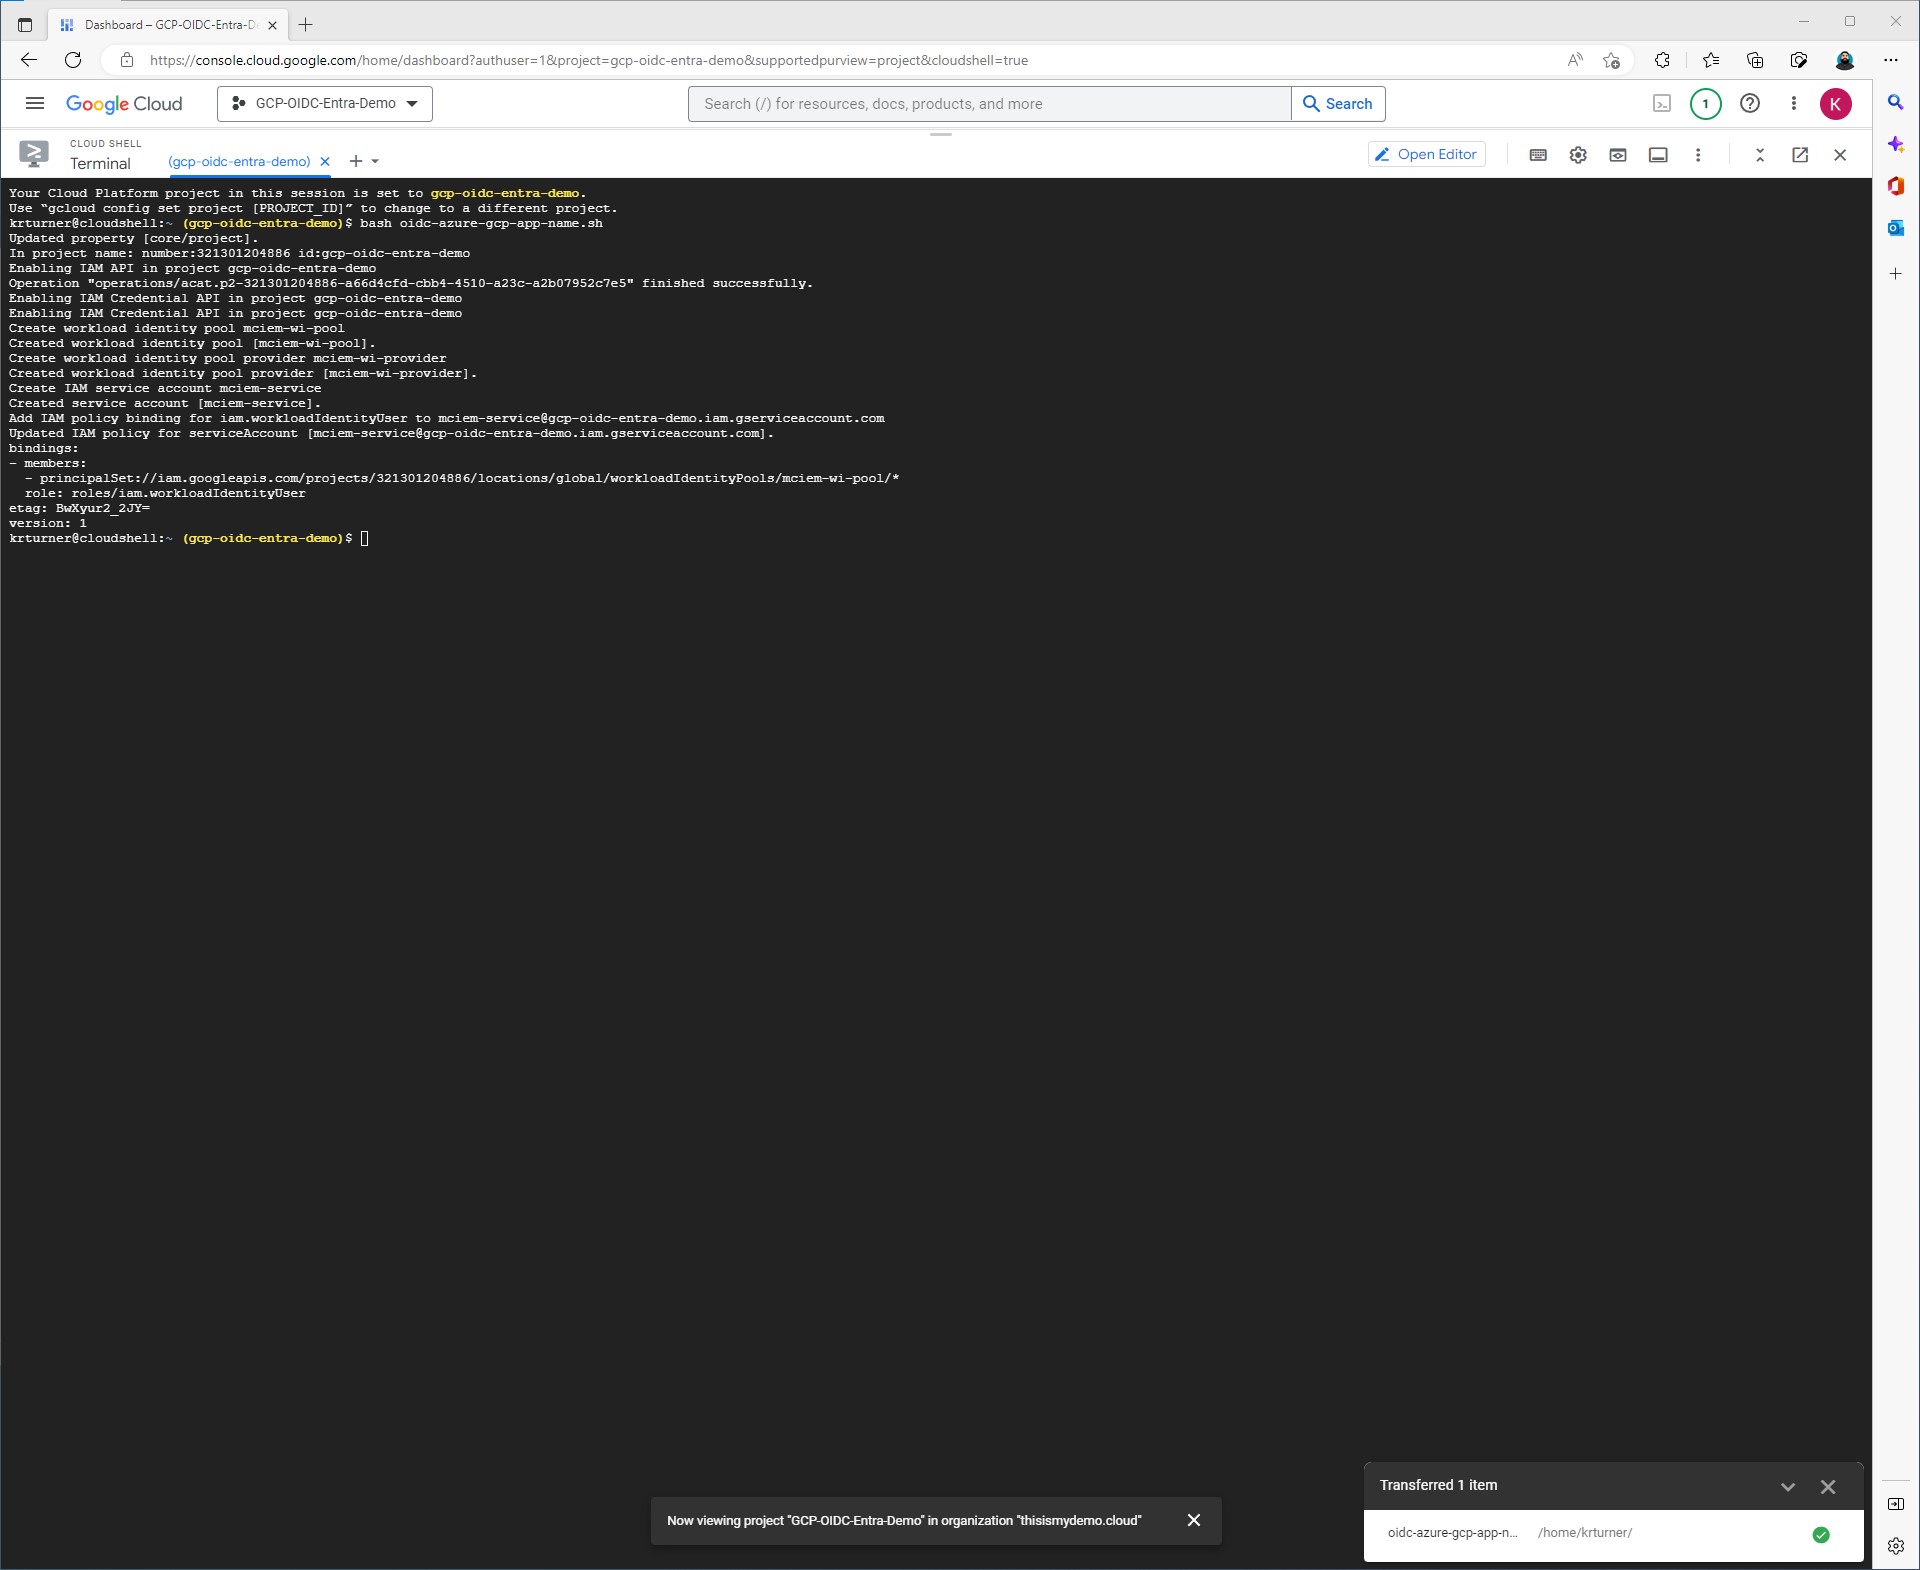 Dashboard – GCP-OIDC-Entra-D
https://console.cloud.google.com/home/dashboard?authuser=1&project=gcp-oidc-entra-demo&supportedpurview=project&cloudshell=true
Google Cloud
GCP-OIDC-Entra-Demo
Search (/) for resources, docs, products, and more
Search
1
K
CLOUD SHELL
Terminal
(gcp-oidc-entra-demo)
Open Editor
Your Cloud Platform project in this session is set to gcp-oidc-entra-demo.
Use “gcloud config set project [PROJECT_ID]” to change to a different project.
krturner@cloudshell:~ (gcp-oidc-entra-demo)$ bash oidc-azure-gcp-app-name.sh
Updated property [core/project].
In project name: number:321301204886 id:gcp-oidc-entra-demo
Enabling IAM API in project gcp-oidc-entra-demo
Operation "operations/acat.p2-321301204886-a66d4cfd-cbb4-4510-a23c-a2b07952c7e5" finished successfully.
Enabling IAM Credential API in project gcp-oidc-entra-demo
Enabling IAM Credential API in project gcp-oidc-entra-demo
Create workload identity pool mciem-wi-pool
Created workload identity pool [mciem-wi-pool].
Create workload identity pool provider mciem-wi-provider
Created workload identity pool provider [mciem-wi-provider].
Create IAM service account mciem-service
Created service account [mciem-service].
Add IAM policy binding for iam.workloadIdentityUser to mciem-service@gcp-oidc-entra-demo.iam.gserviceaccount.com
Updated IAM policy for serviceAccount [mciem-service@gcp-oidc-entra-demo.iam.gserviceaccount.com].
bindings:
- members:
  - principalSet://iam.googleapis.com/projects/321301204886/locations/global/workloadIdentityPools/mciem-wi-pool/*
  role: roles/iam.workloadIdentityUser
etag: BwXyur2_2JY=
version: 1
krturner@cloudshell:~ (gcp-oidc-entra-demo)$
Now viewing project "GCP-OIDC-Entra-Demo" in organization "thisismydemo.cloud"
Transferred 1 item
oidc-azure-gcp-app-n... /home/krturner/